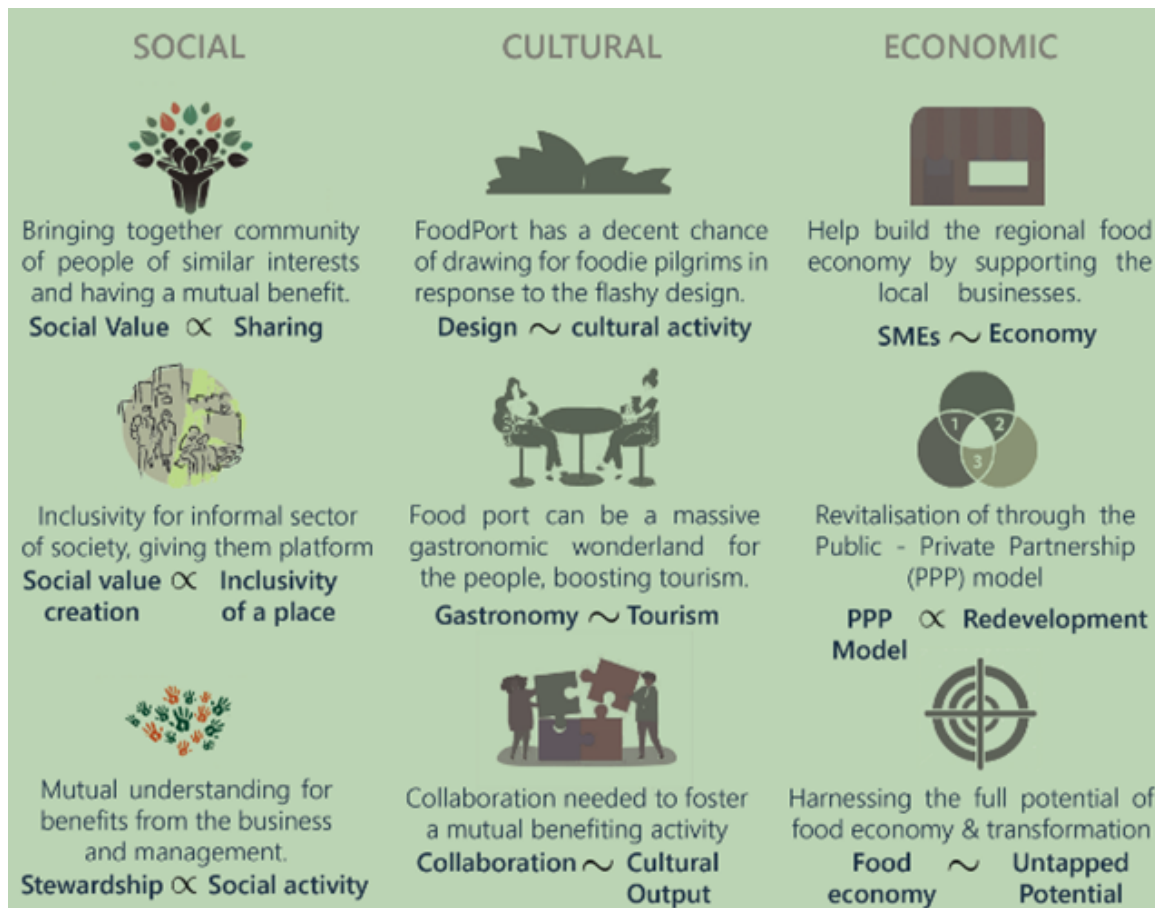 SOCIAL
Bringing together community
of people of similar interests
and having a mutual benefit.
Social Value ∝ Sharing
Inclusivity for informal sector
of society, giving them platform
Social value ∝ Inclusivity
creation of a place
Mutual understanding for
benefits from the business
and management.
Stewardship ∝ Social activity
CULTURAL
FoodPort has a decent chance
of drawing for foodie pilgrims in
response to the flashy design.
Design ~ cultural activity
Food port can be a massive
gastronomic wonderland for
the people, boosting tourism.
Gastronomy ~ Tourism
Collaboration needed to foster
a mutual benefiting activity
Collaboration ~ Cultural
Output
ECONOMIC
Help build the regional food
economy by supporting the
local businesses.
SMEs ~ Economy
1 2
3
Revitalisation of through the
Public - Private Partnership
(PPP) model
PPP ∝ Redevelopment
Model
Harnessing the full potential of
food economy & transformation
Food ~ Untapped
economy Potential